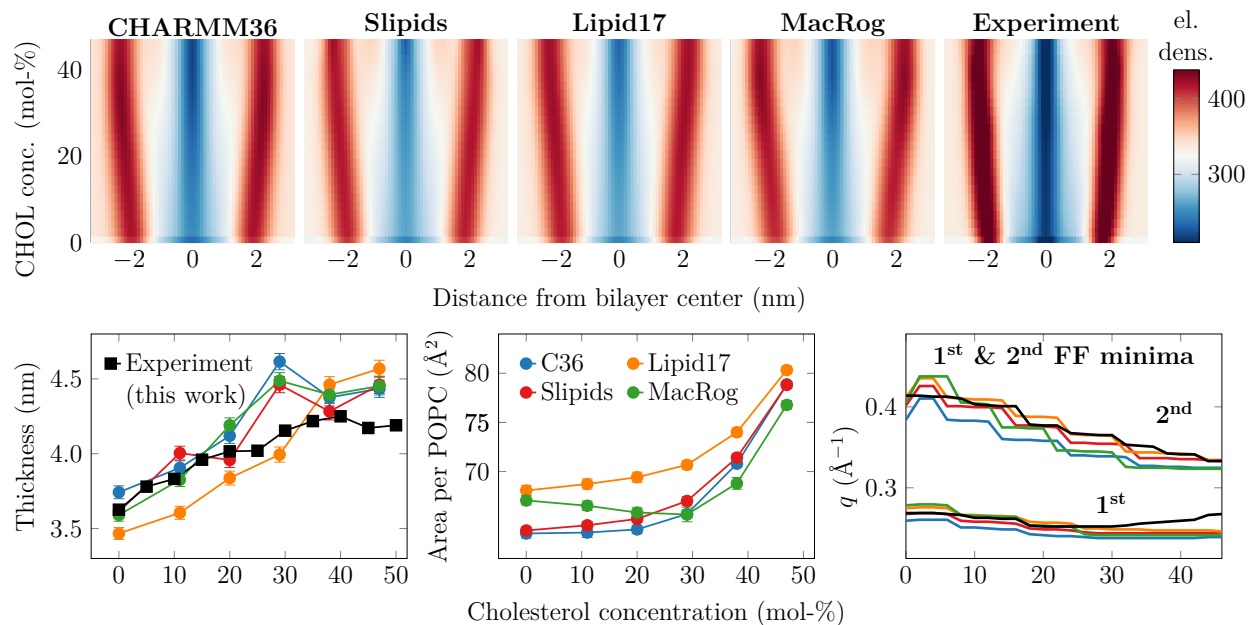 CHARMM36 Slipids Lipid17 MacRog Experiment
el.
dens.
CHOL conc. (mol-%)
40
20
0
−2 0 2 −2 0 2 −2 0 2 −2 0 2 −2 0 2
400
300
Distance from bilayer center (nm)
Thickness (nm)
4.5
4.0
3.5
Experiment
(this work)
0 10 20 30 40 50
Area per POPC (Å²)
80
75
70
C36 Lipid17
Slipids MacRog
0 10 20 30 40 50
Cholesterol concentration (mol-%)
q (Å⁻¹)
0.4
0.3
1ˢᵗ & 2ⁿᵈ FF minima
2ⁿᵈ
1ˢᵗ
0 10 20 30 40